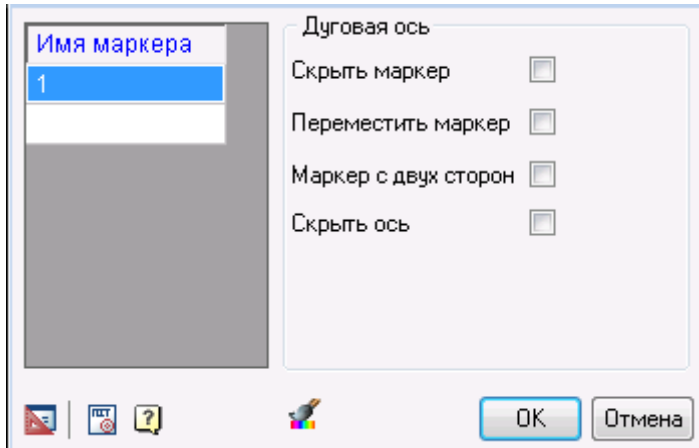 Имя маркера
1
Дуговая ось
Скрыть маркер
Переместить маркер
Маркер с двух сторон
Скрыть ось
OK
Отмена